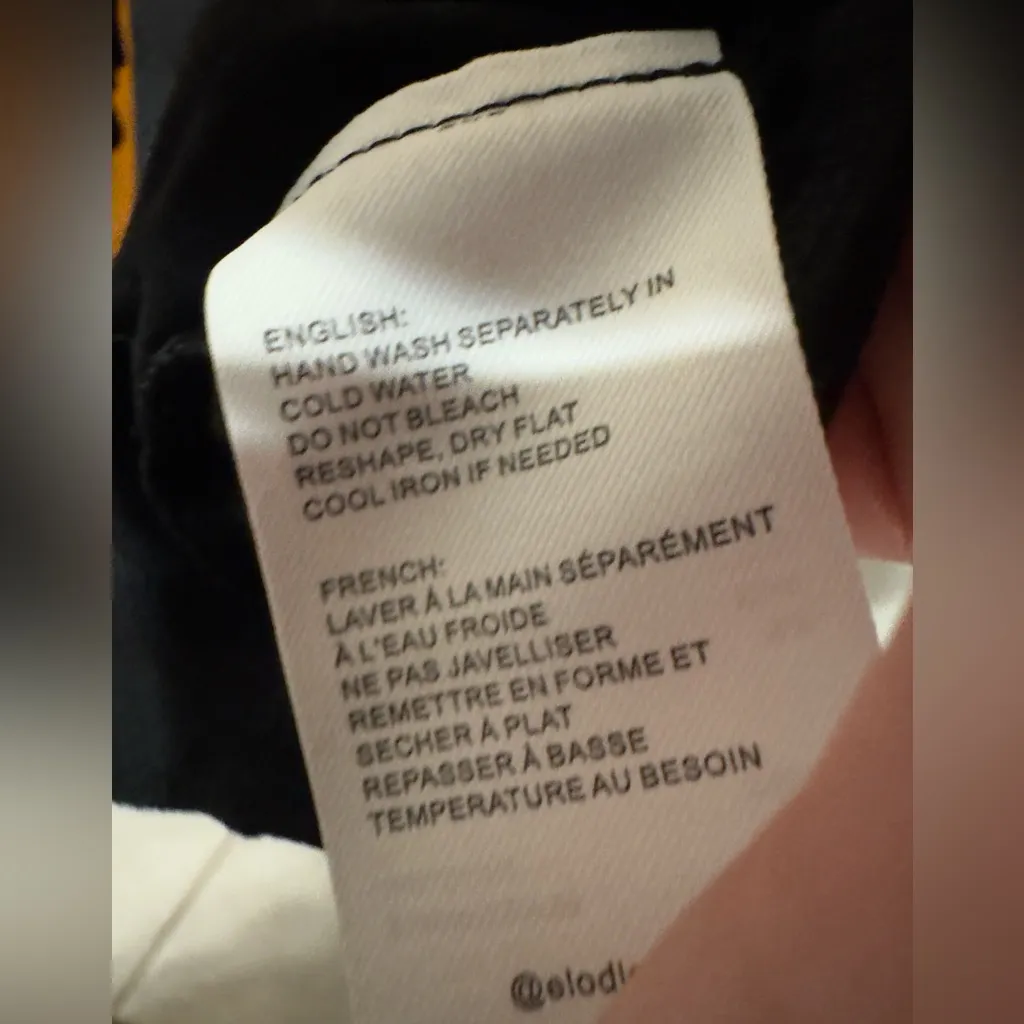 ENGLISH:
HAND WASH SEPARATELY IN
COLD WATER
DO NOT BLEACH
RESHAPE, DRY FLAT
COOL IRON IF NEEDED
FRENCH:
LAVER À LA MAIN SÉPARÉMENT
À L'EAU FROIDE
NE PAS JAVELLISER
REMETTRE EN FORME ET
SECHER À PLAT
REPASSER À BASSE
TEMPERATURE AU BESOIN